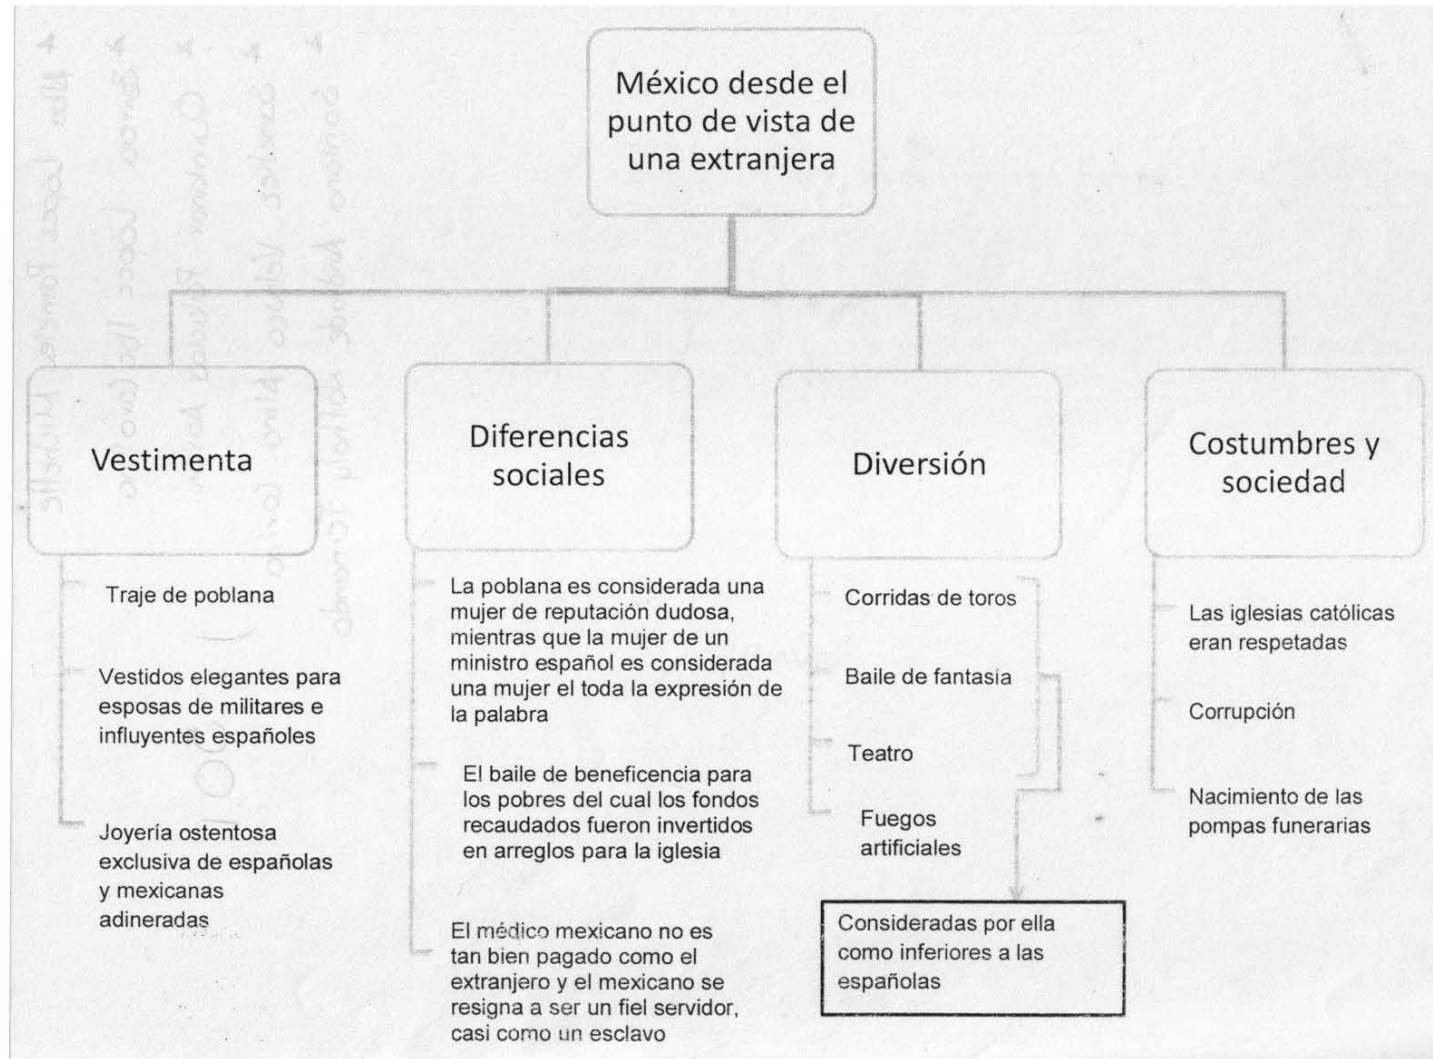 México desde el
punto de vista de
una extranjera
Vestimenta
Traje de poblana
Vestidos elegantes para
esposas de militares e
influyentes españoles
Joyería ostentosa
exclusiva de españolas
y mexicanas
adineradas
Diferencias
sociales
La poblana es considerada una
mujer de reputación dudosa,
mientras que la mujer de un
ministro español es considerada
una mujer el toda la expresión de
la palabra
El baile de beneficencia para
los pobres del cual los fondos
recaudados fueron invertidos
en arreglos para la iglesia
El médico mexicano no es
tan bien pagado como el
extranjero y el mexicano se
resigna a ser un fiel servidor,
casi como un esclavo
Diversión
Corridas de toros
Baile de fantasía
Teatro
Fuegos
artificiales
Consideradas por ella
como inferiores a las
españolas
Costumbres y
sociedad
Las iglesias católicas
eran respetadas
Corrupción
Nacimiento de las
pompas funerarias